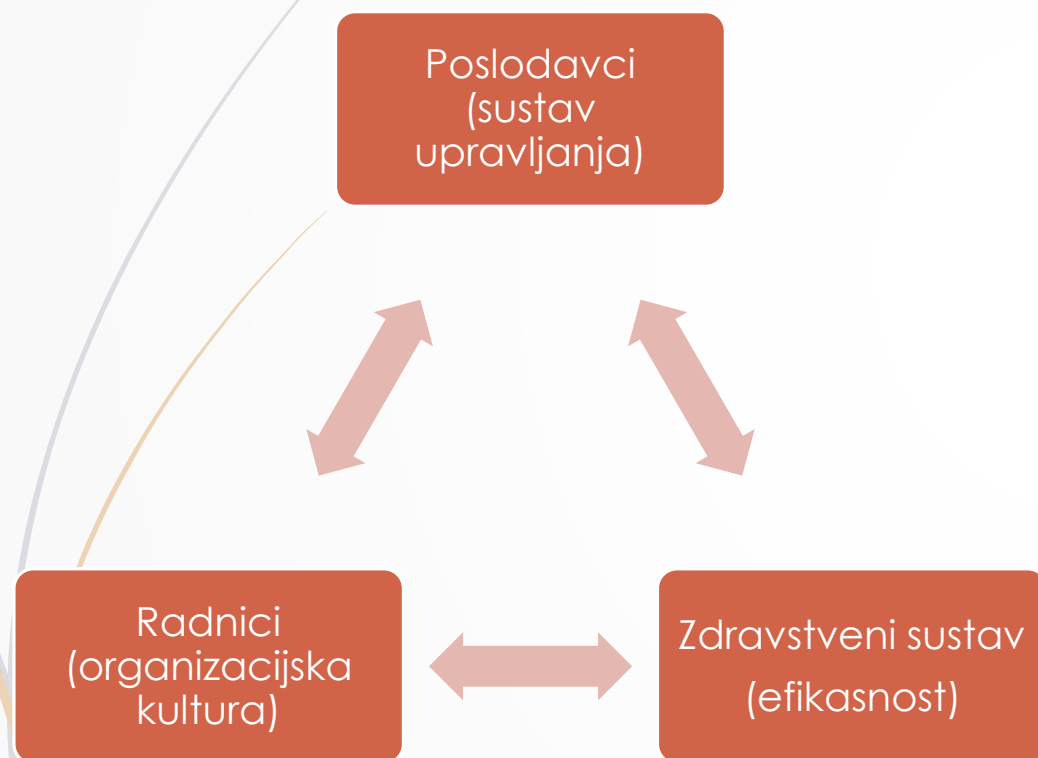 Poslodavci
(sustav
upravljanja)
Radnici
(organizacijska
kultura)
Zdravstveni sustav
(efikasnost)